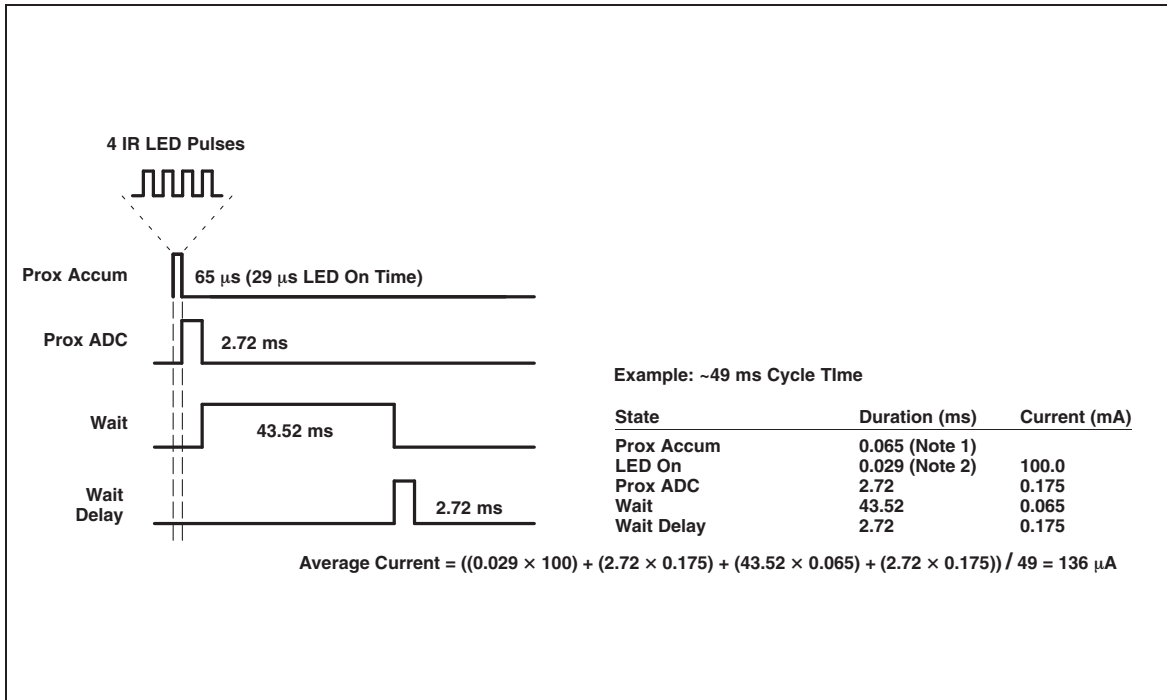 4 IR LED Pulses
Prox Accum
65 μs (29 μs LED On Time)
Prox ADC
2.72 ms
Wait
43.52 ms
Wait
Delay
2.72 ms
Example: ~49 ms Cycle TIme
State Duration (ms) Current (mA)
Prox Accum 0.065 (Note 1)
LED On 0.029 (Note 2) 100.0
Prox ADC 2.72 0.175
Wait 43.52 0.065
Wait Delay 2.72 0.175
Average Current = ((0.029 × 100) + (2.72 × 0.175) + (43.52 × 0.065) + (2.72 × 0.175)) / 49 = 136 μA